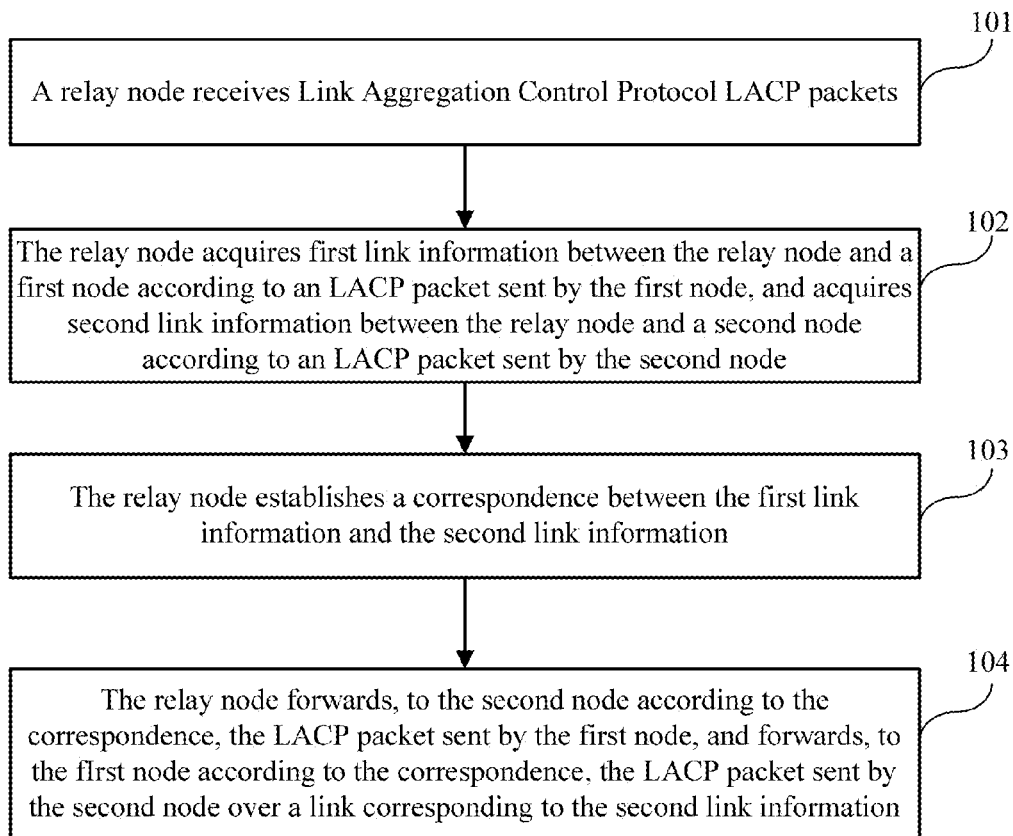 101
A relay node receives Link Aggregation Control Protocol LACP packets
102
The relay node acquires first link information between the relay node and a
first node according to an LACP packet sent by the first node, and acquires
second link information between the relay node and a second node
according to an LACP packet sent by the second node
103
The relay node establishes a correspondence between the first link
information and the second link information
104
The relay node forwards, to the second node according to the
correspondence, the LACP packet sent by the first node, and forwards, to
the first node according to the correspondence, the LACP packet sent by
the second node over a link corresponding to the second link information